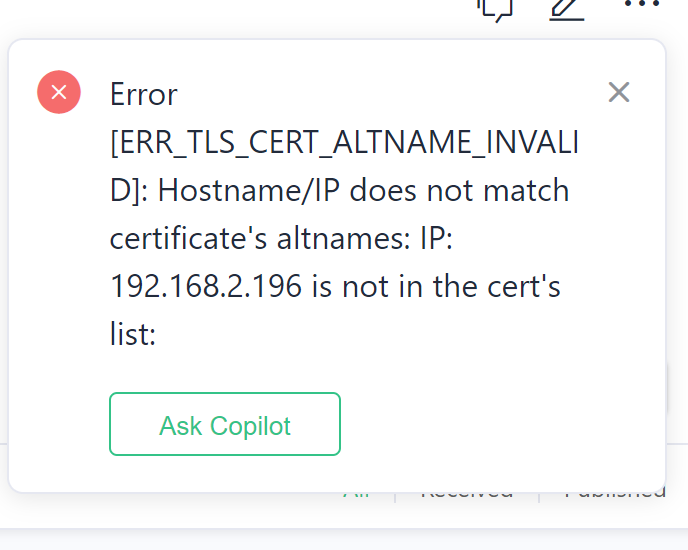 Error
[ERR_TLS_CERT_ALTNAME_INVALI
D]: Hostname/IP does not match
certificate's altnames: IP:
192.168.2.196 is not in the cert's
list:
Ask Copilot
All Received Published